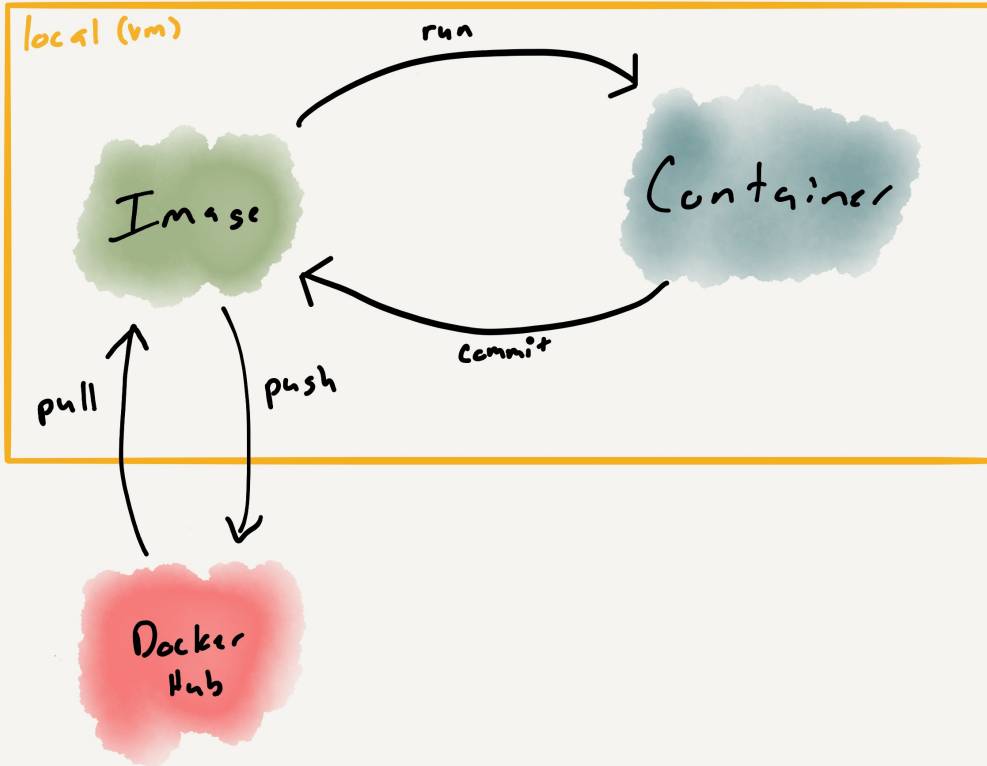 local (vm)
run
Image
Container
commit
pull
push
Docker
Hub